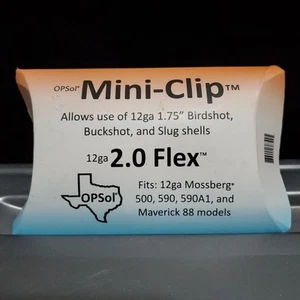 OPSol® Mini-Clip™
Allows use of 12ga 1.75" Birdshot,
Buckshot, and Slug shells
12ga 2.0 Flex™
OPSol®
Fits: 12ga Mossberg®
500, 590, 590A1, and
Maverick 88 models